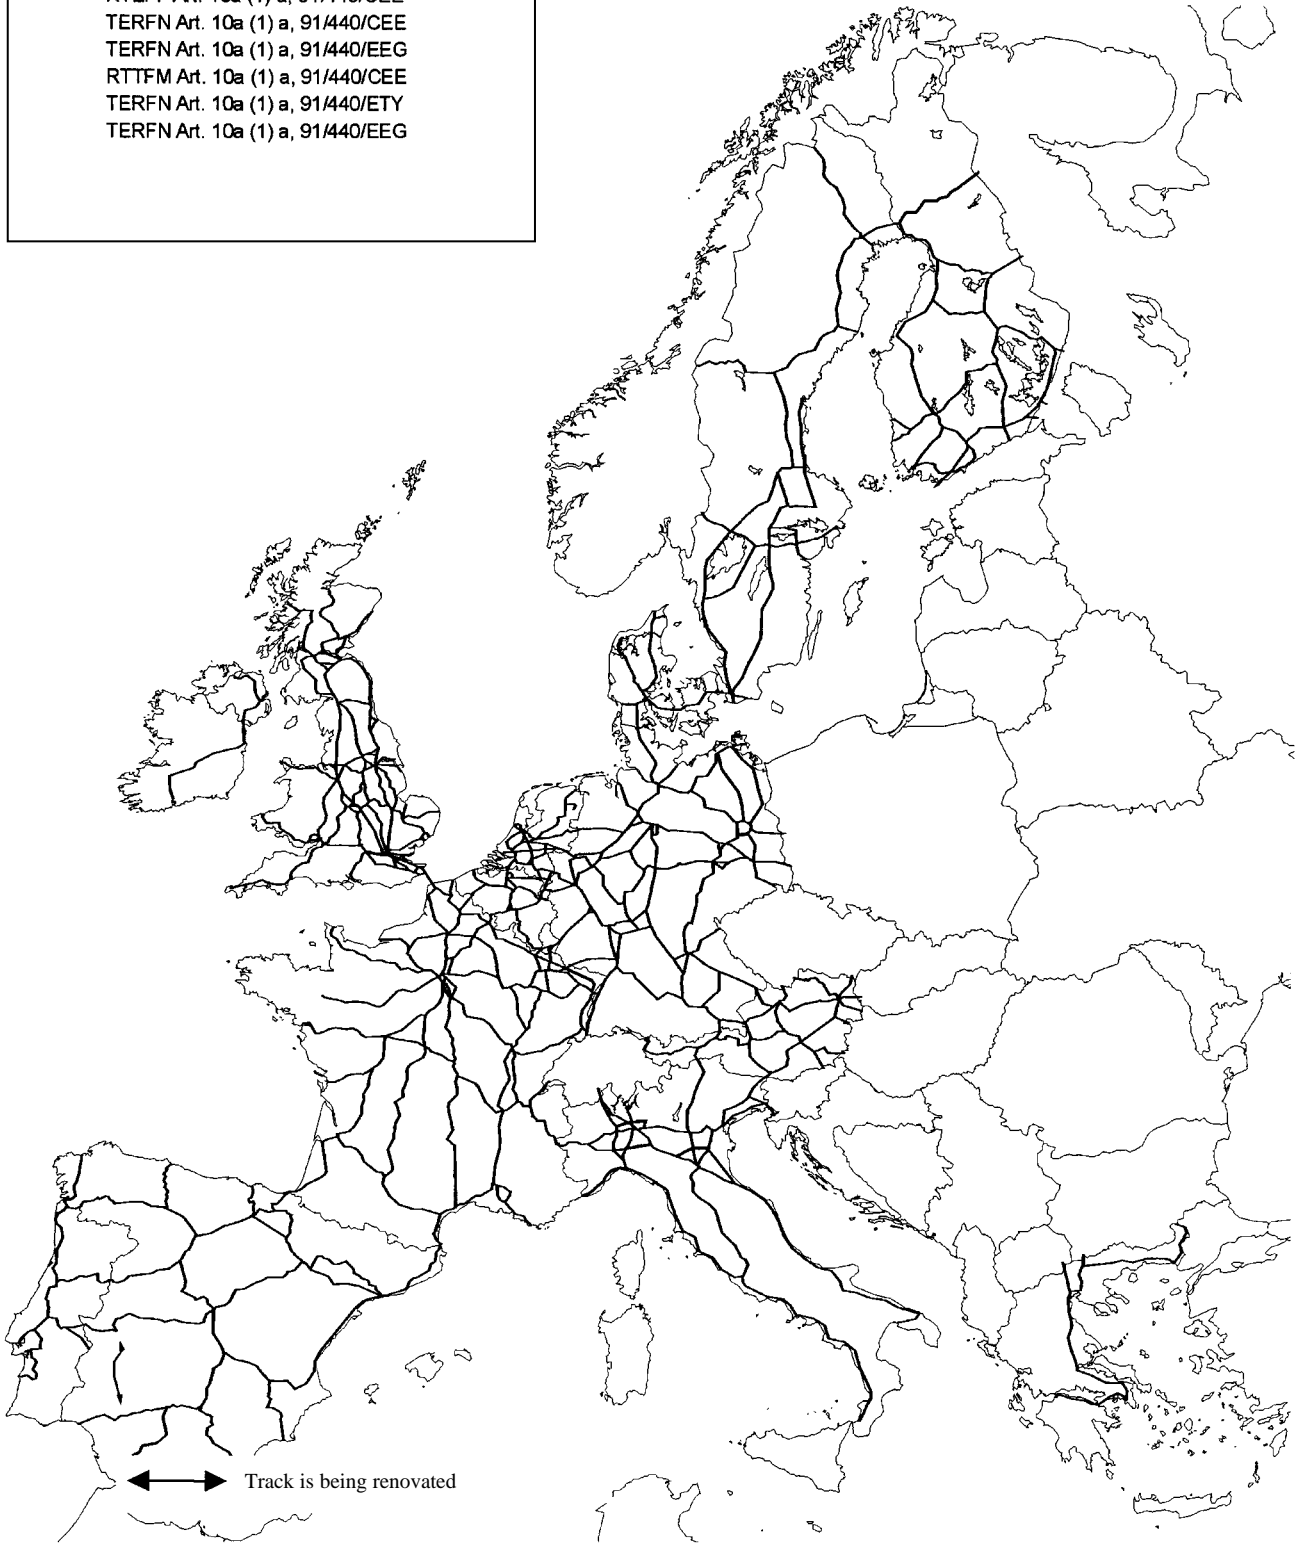 TERFN Art. 10a (1) a, 91/440/CEE
TERFN Art. 10a (1) a, 91/440/EEG
RTTFM Art. 10a (1) a, 91/440/CEE
TERFN Art. 10a (1) a, 91/440/ETY
TERFN Art. 10a (1) a, 91/440/EEG
Track is being renovated